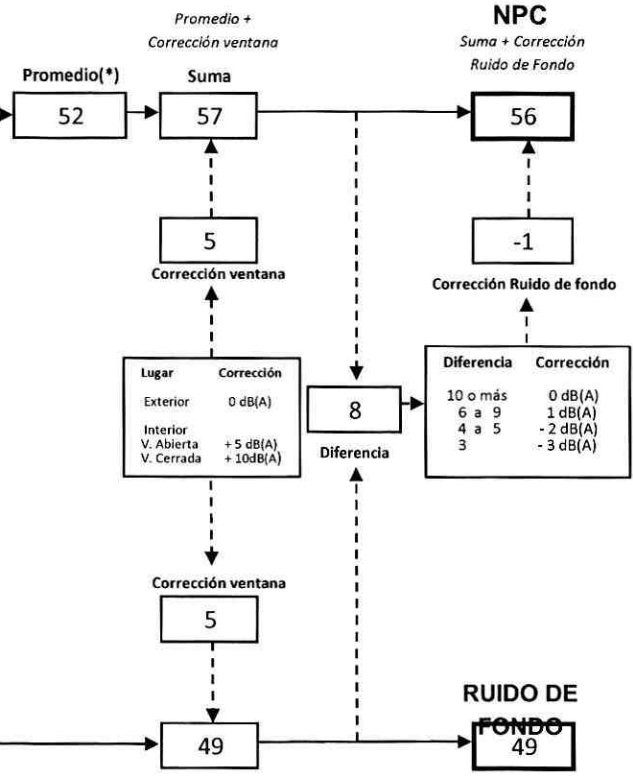 Promedio +
Corrección ventana
NPC
Suma + Corrección
Ruido de Fondo
Promedio(*)
Suma
52
57
56
5
-1
Corrección ventana
Corrección Ruido de fondo
Lugar Corrección
Exterior 0 dB(A)
Interior
V. Abierta + 5 dB(A)
V. Cerrada + 10dB(A)
8
Diferencia
Diferencia Corrección
10 o más 0 dB(A)
6 a 9 1 dB(A)
4 a 5 - 2 dB(A)
3 - 3 dB(A)
Corrección ventana
5
RUIDO DE
FONDO
49
49